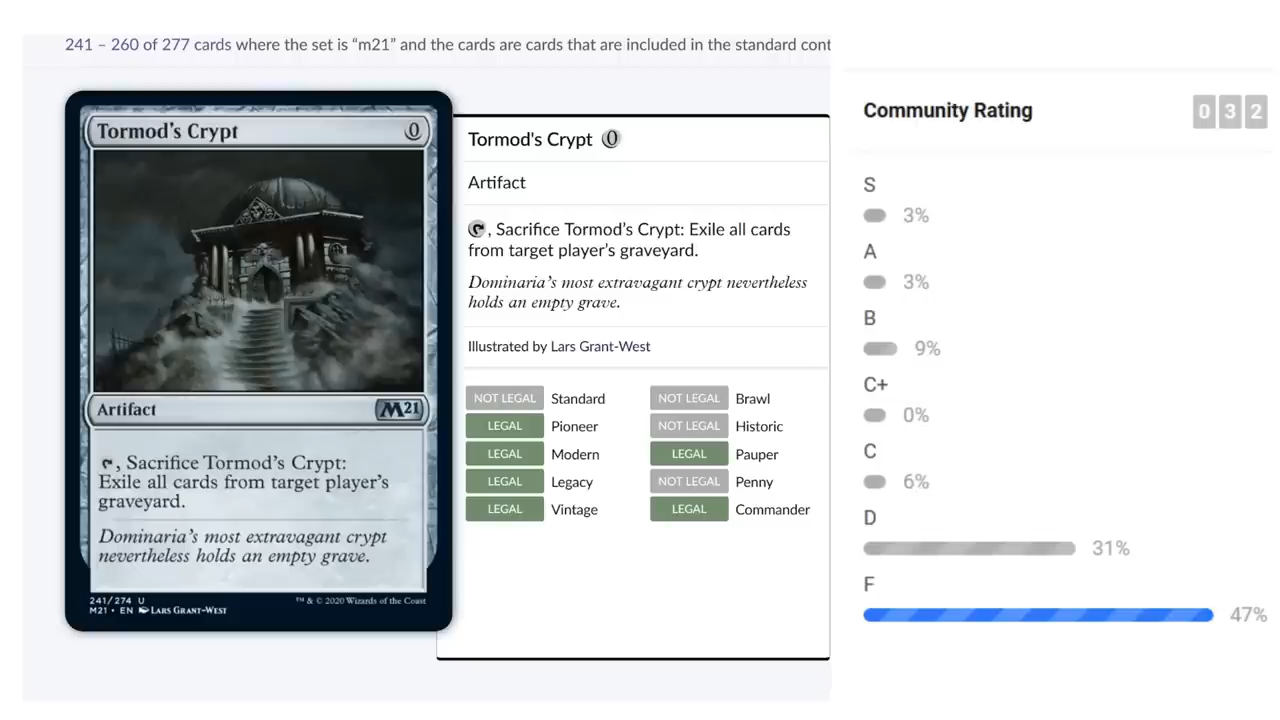 241 – 260 of 277 cards where the set is “m21” and the cards are cards that are included in the standard cont
Tormod's Crypt 0
Artifact
M21
, Sacrifice Tormod's Crypt:
Exile all cards from target player's
graveyard.
Dominaria's most extravagant crypt
nevertheless holds an empty grave.
241/274 U
M21 • EN LARS GRANT-WEST
™ & © 2020 Wizards of the Coast
Tormod's Crypt 0
Artifact
, Sacrifice Tormod’s Crypt: Exile all cards
from target player’s graveyard.
Dominaria’s most extravagant crypt nevertheless
holds an empty grave.
Illustrated by Lars Grant-West
NOT LEGAL Standard NOT LEGAL Brawl
LEGAL Pioneer NOT LEGAL Historic
LEGAL Modern LEGAL Pauper
LEGAL Legacy NOT LEGAL Penny
LEGAL Vintage LEGAL Commander
Community Rating 0 3 2
S
3%
A
3%
B
9%
C+
0%
C
6%
D
31%
F
47%